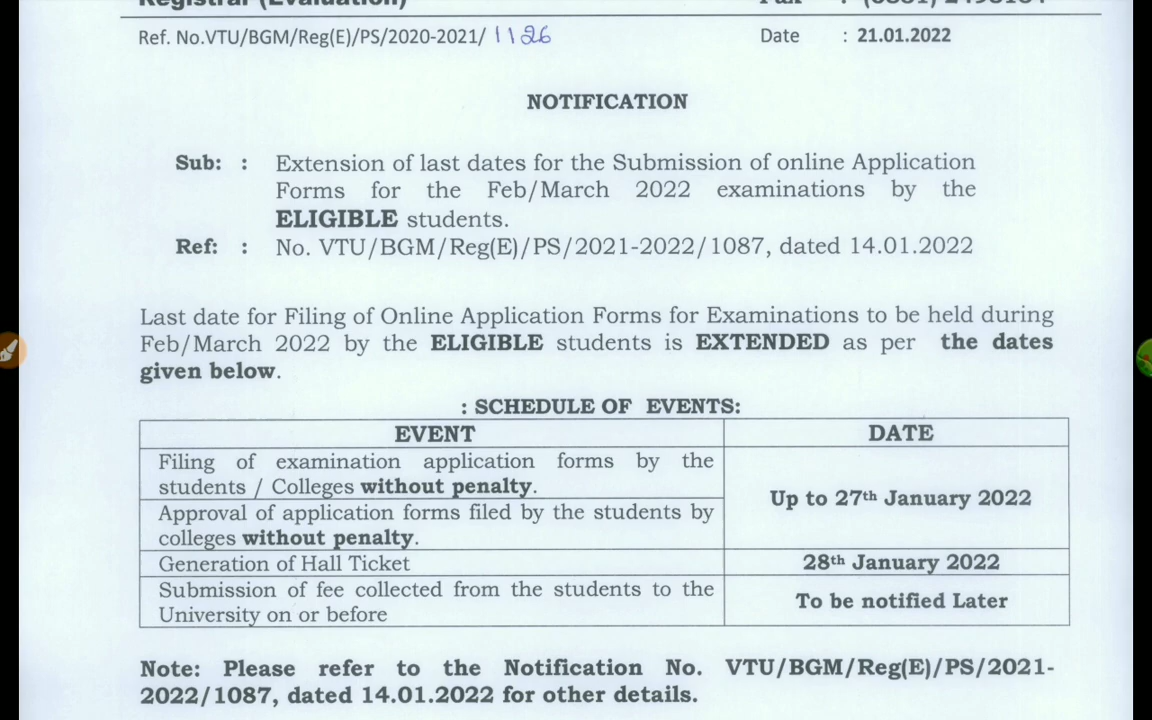 Registrar (Evaluation)
Ref. No.VTU/BGM/Reg(E)/PS/2020-2021/ 1126 Date : 21.01.2022
NOTIFICATION
Sub: : Extension of last dates for the Submission of online Application
Forms for the Feb/March 2022 examinations by the
ELIGIBLE students.
Ref: : No. VTU/BGM/Reg(E)/PS/2021-2022/1087, dated 14.01.2022
Last date for Filing of Online Application Forms for Examinations to be held during
Feb/March 2022 by the ELIGIBLE students is EXTENDED as per the dates
given below.
: SCHEDULE OF EVENTS:
EVENT DATE
Filing of examination application forms by the
students / Colleges without penalty.
Up to 27th January 2022
Approval of application forms filed by the students by
colleges without penalty.
Generation of Hall Ticket 28th January 2022
Submission of fee collected from the students to the
University on or before
To be notified Later
Note: Please refer to the Notification No. VTU/BGM/Reg(E)/PS/2021-
2022/1087, dated 14.01.2022 for other details.